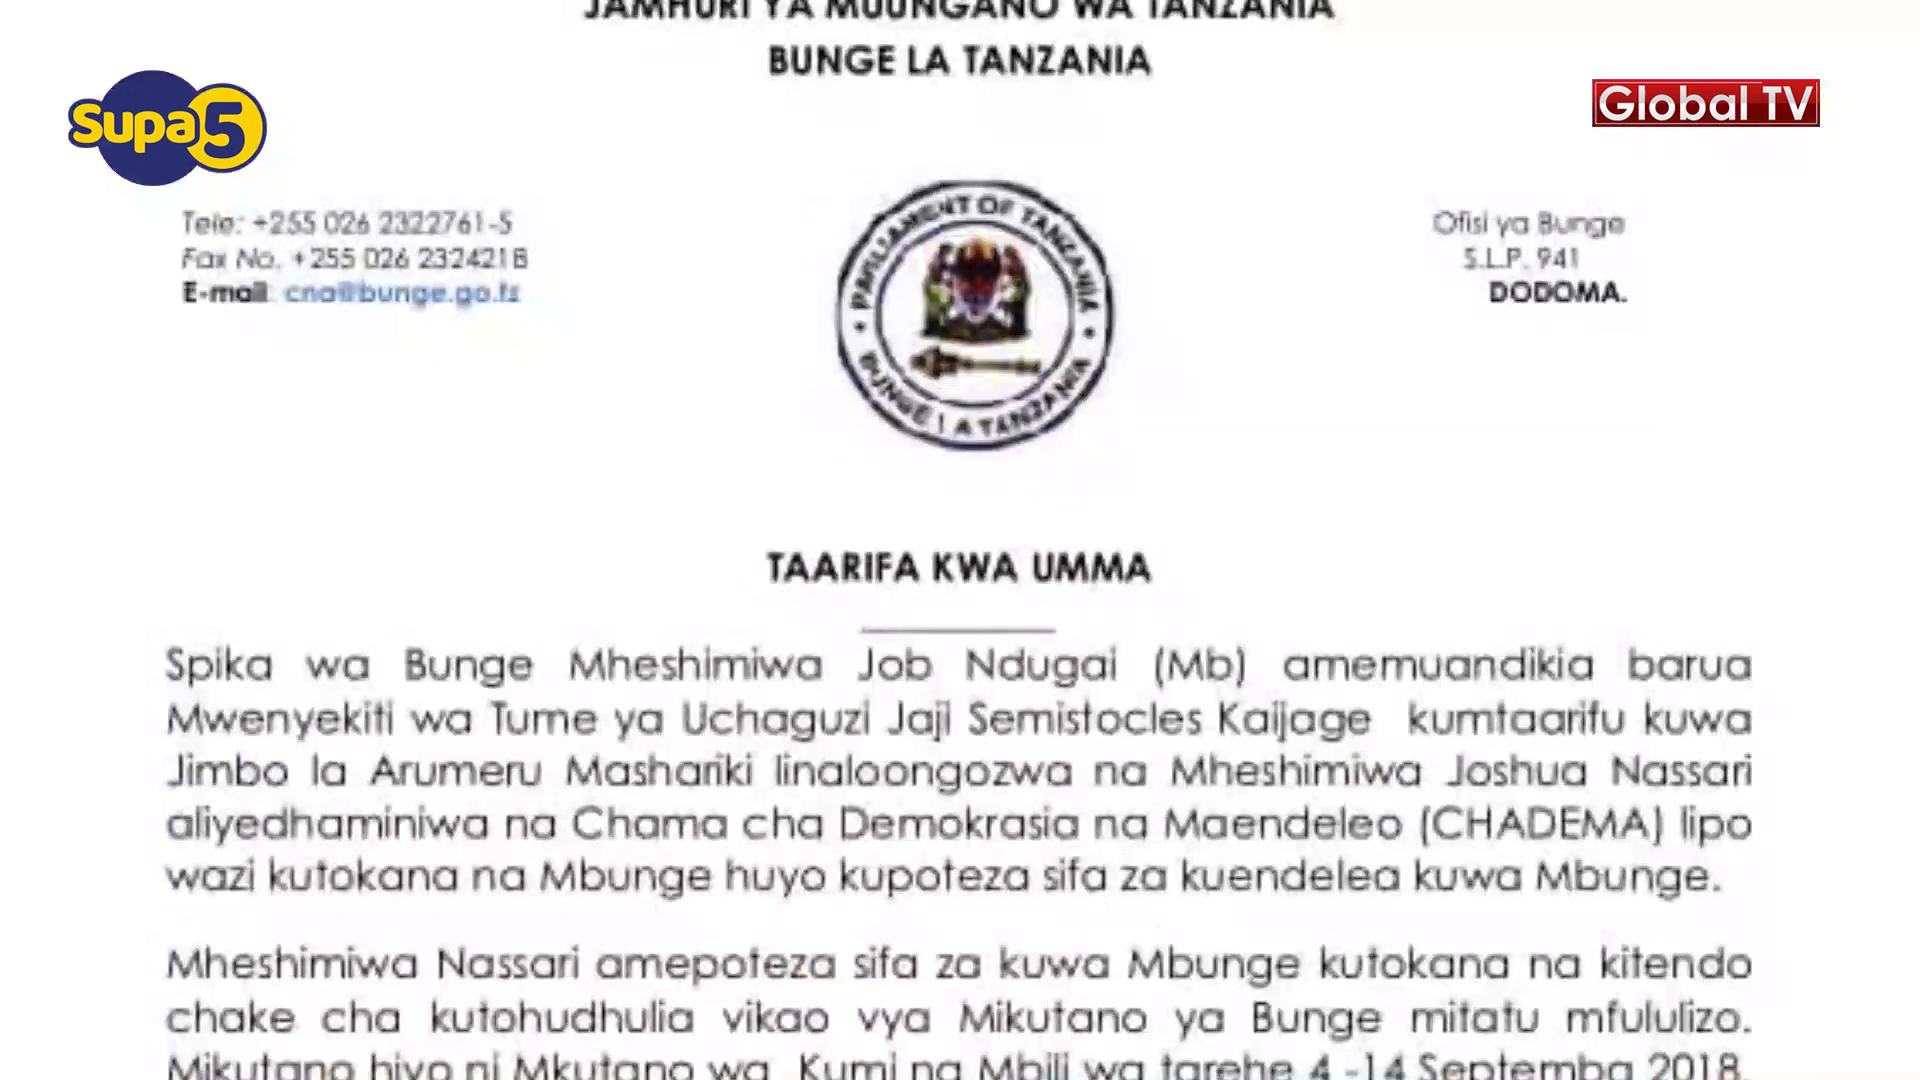 JAMHURI YA MUUNGANO WA TANZANIA
BUNGE LA TANZANIA
Supa5
Global TV
Tele: +255 026 2322761-5
Fax No. +255 026 2324218
E-mail: cna@bunge.go.tz
PARLIAMENT OF TANZANIA
BUNGE LA TANZANIA
Ofisi ya Bunge
S.L.P. 941
DODOMA.
TAARIFA KWA UMMA
Spika wa Bunge Mheshimiwa Job Ndugai (Mb) amemuandikia barua
Mwenyekiti wa Tume ya Uchaguzi Jaji Semistocles Kaijage kumtaarifu kuwa
Jimbo la Arumeru Mashariki linaloongozwa na Mheshimiwa Joshua Nassari
aliyedhaminiwa na Chama cha Demokrasia na Maendeleo (CHADEMA) lipo
wazi kutokana na Mbunge huyo kupoteza sifa za kuendelea kuwa Mbunge.
Mheshimiwa Nassari amepoteza sifa za kuwa Mbunge kutokana na kitendo
chake cha kutohudhulia vikao vya Mikutano ya Bunge mitatu mfululizo.
Mikutano hiyo ni Mkutano wa Kumi na Mbili wa tarehe 4 -14 Septemba 2018,